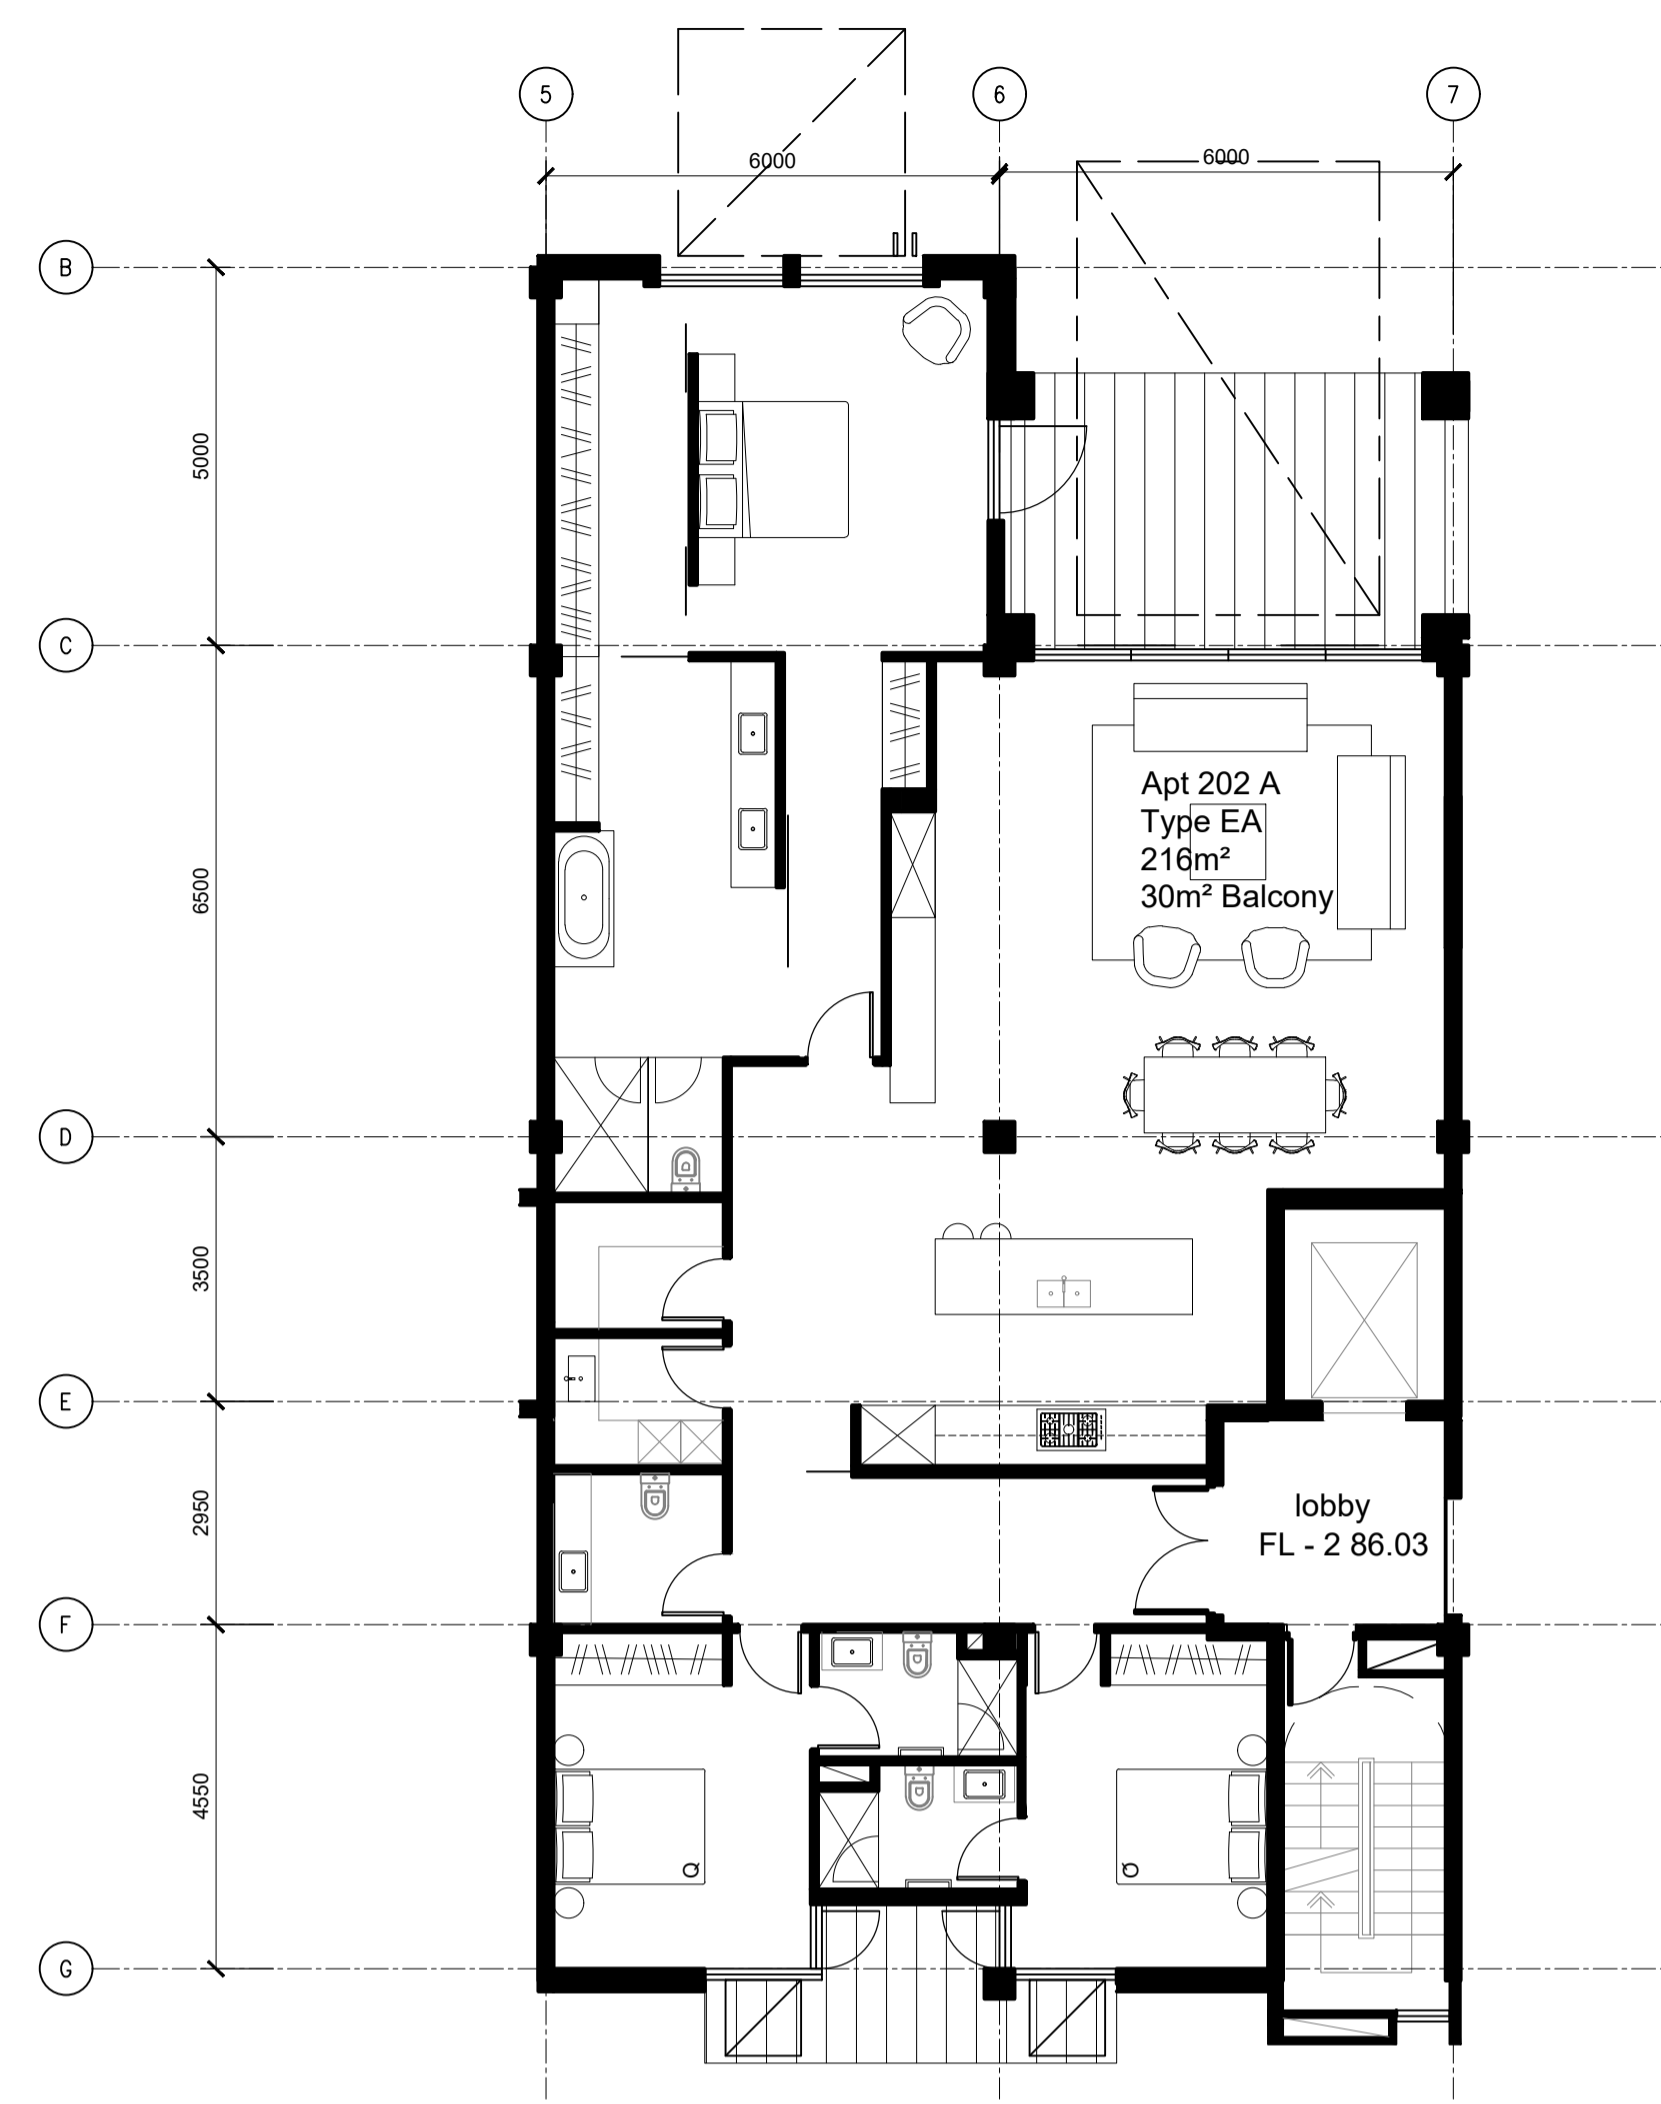 5
6
7
6000
6000
B
5000
C
Apt 202 A
Type EA
216m²
30m² Balcony
6500
D
3500
E
lobby
FL - 2 86.03
2950
F
4550
Q
Q
G